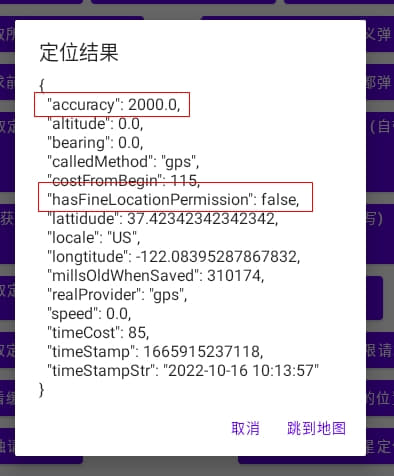 定位结果
{
"accuracy": 2000.0,
"altitude": 0.0,
"bearing": 0.0,
"calledMethod": "gps",
"costFromBegin": 115,
"hasFineLocationPermission": false,
"lattidude": 37.42342342342342,
"locale": "US",
"longtitude": -122.08395287867832,
"millsOldWhenSaved": 310174,
"realProvider": "gps",
"speed": 0.0,
"timeCost": 85,
"timeStamp": 1665915237118,
"timeStampStr": "2022-10-16 10:13:57"
}
取消 跳到地图